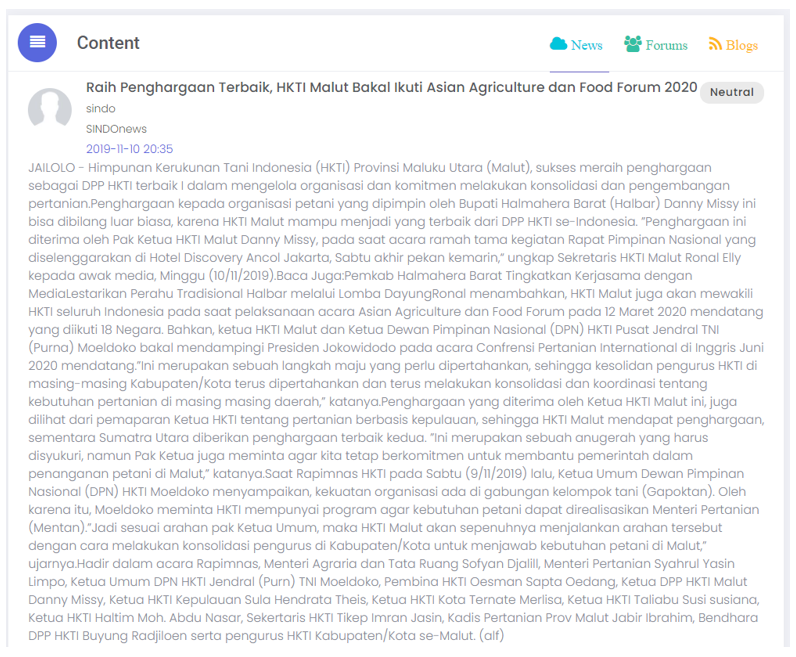 Content
News
Forums
Blogs
Raih Penghargaan Terbaik, HKTI Malut Bakal Ikuti Asian Agriculture dan Food Forum 2020
Neutral
sindo
SINDOnews
2019-11-10 20:35
JAILOLO - Himpunan Kerukunan Tani Indonesia (HKTI) Provinsi Maluku Utara (Malut), sukses meraih penghargaan
sebagai DPP HKTI terbaik I dalam mengelola organisasi dan komitmen melakukan konsolidasi dan pengembangan
pertanian.Penghargaan kepada organisasi petani yang dipimpin oleh Bupati Halmahera Barat (Halbar) Danny Missy ini
bisa dibilang luar biasa, karena HKTI Malut mampu menjadi yang terbaik dari DPP HKTI se-Indonesia. "Penghargaan ini
diterima oleh Pak Ketua HKTI Malut Danny Missy, pada saat acara ramah tama kegiatan Rapat Pimpinan Nasional yang
diselenggarakan di Hotel Discovery Ancol Jakarta, Sabtu akhir pekan kemarin," ungkap Sekretaris HKTI Malut Ronal Elly
kepada awak media, Minggu (10/11/2019).Baca Juga:Pemkab Halmahera Barat Tingkatkan Kerjasama dengan
MediaLestarikan Perahu Tradisional Halbar melalui Lomba DayungRonal menambahkan, HKTI Malut juga akan mewakili
HKTI seluruh Indonesia pada saat pelaksanaan acara Asian Agriculture dan Food Forum pada 12 Maret 2020 mendatang
yang diikuti 18 Negara. Bahkan, ketua HKTI Malut dan Ketua Dewan Pimpinan Nasional (DPN) HKTI Pusat Jendral TNI
(Purna) Moeldoko bakal mendampingi Presiden Jokowidodo pada acara Confrensi Pertanian International di Inggris Juni
2020 mendatang."Ini merupakan sebuah langkah maju yang perlu dipertahankan, sehingga kesolidan pengurus HKTI di
masing-masing Kabupaten/Kota terus dipertahankan dan terus melakukan konsolidasi dan koordinasi tentang
kebutuhan pertanian di masing masing daerah," katanya.Penghargaan yang diterima oleh Ketua HKTI Malut ini, juga
dilihat dari pemaparan Ketua HKTI tentang pertanian berbasis kepulauan, sehingga HKTI Malut mendapat penghargaan,
sementara Sumatra Utara diberikan penghargaan terbaik kedua. "Ini merupakan sebuah anugerah yang harus
disyukuri, namun Pak Ketua juga meminta agar kita tetap berkomitmen untuk membantu pemerintah dalam
penanganan petani di Malut," katanya.Saat Rapimnas HKTI pada Sabtu (9/11/2019) lalu, Ketua Umum Dewan Pimpinan
Nasional (DPN) HKTI Moeldoko menyampaikan, kekuatan organisasi ada di gabungan kelompok tani (Gapoktan). Oleh
karena itu, Moeldoko meminta HKTI mempunyai program agar kebutuhan petani dapat direalisasikan Menteri Pertanian
(Mentan)."Jadi sesuai arahan pak Ketua Umum, maka HKTI Malut akan sepenuhnya menjalankan arahan tersebut
dengan cara melakukan konsolidasi pengurus di Kabupaten/Kota untuk menjawab kebutuhan petani di Malut,"
ujarnya.Hadir dalam acara Rapimnas, Menteri Agraria dan Tata Ruang Sofyan Djalill, Menteri Pertanian Syahrul Yasin
Limpo, Ketua Umum DPN HKTI Jendral (Purn) TNI Moeldoko, Pembina HKTI Oesman Sapta Oedang, Ketua DPP HKTI Malut
Danny Missy, Ketua HKTI Kepulauan Sula Hendrata Theis, Ketua HKTI Kota Ternate Merlisa, Ketua HKTI Taliabu Susi susiana,
Ketua HKTI Haltim Moh. Abdu Nasar, Sekertaris HKTI Tikep Imran Jasin, Kadis Pertanian Prov Malut Jabir Ibrahim, Bendhara
DPP HKTI Buyung Radjiloen serta pengurus HKTI Kabupaten/Kota se-Malut. (alf)